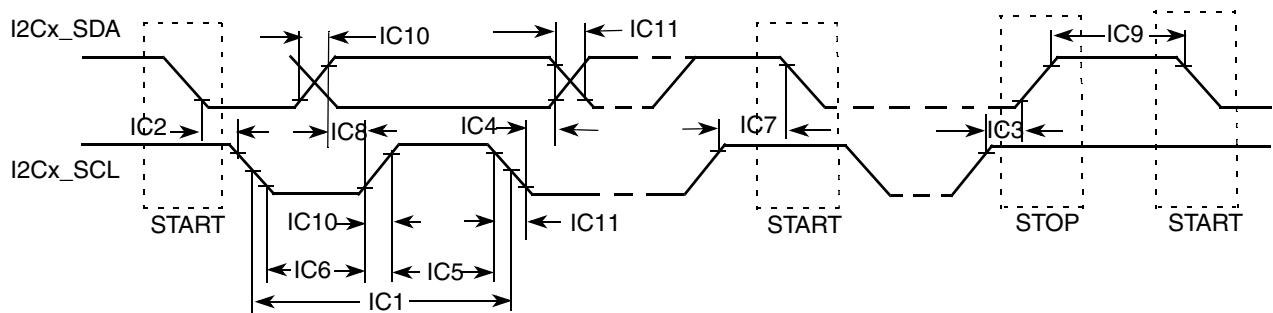 I2Cx_SDA
IC10
IC11
IC9
IC2
IC8
IC4
IC7
IC3
I2Cx_SCL
START
IC10
IC11
START
STOP
START
IC6
IC5
IC1